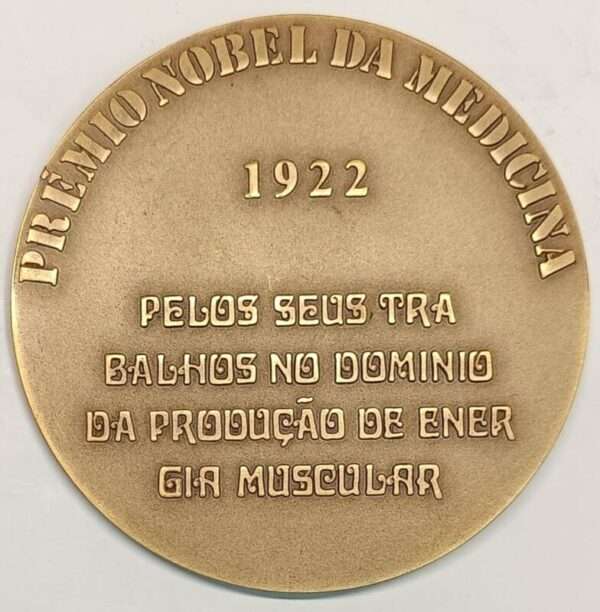 PRÉMIO NOBEL DA MEDICINA
1922
PELOS SEUS TRA
BALHOS NO DOMINIO
DA PRODUÇÃO DE ENER
GIA MUSCULAR